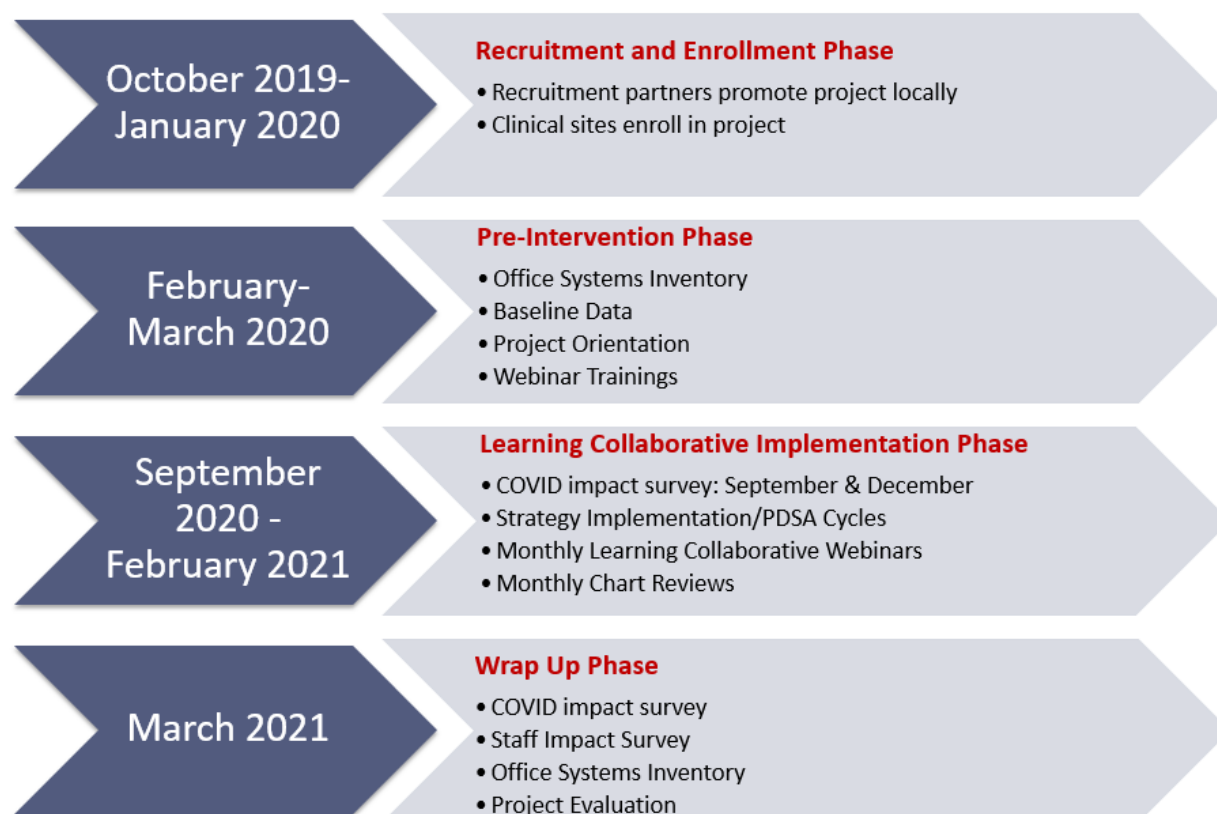 October 2019-
January 2020
Recruitment and Enrollment Phase
• Recruitment partners promote project locally
• Clinical sites enroll in project
February-
March 2020
Pre-Intervention Phase
• Office Systems Inventory
• Baseline Data
• Project Orientation
• Webinar Trainings
September
2020 -
February 2021
Learning Collaborative Implementation Phase
• COVID impact survey: September & December
• Strategy Implementation/PDSA Cycles
• Monthly Learning Collaborative Webinars
• Monthly Chart Reviews
March 2021
Wrap Up Phase
• COVID impact survey
• Staff Impact Survey
• Office Systems Inventory
• Project Evaluation